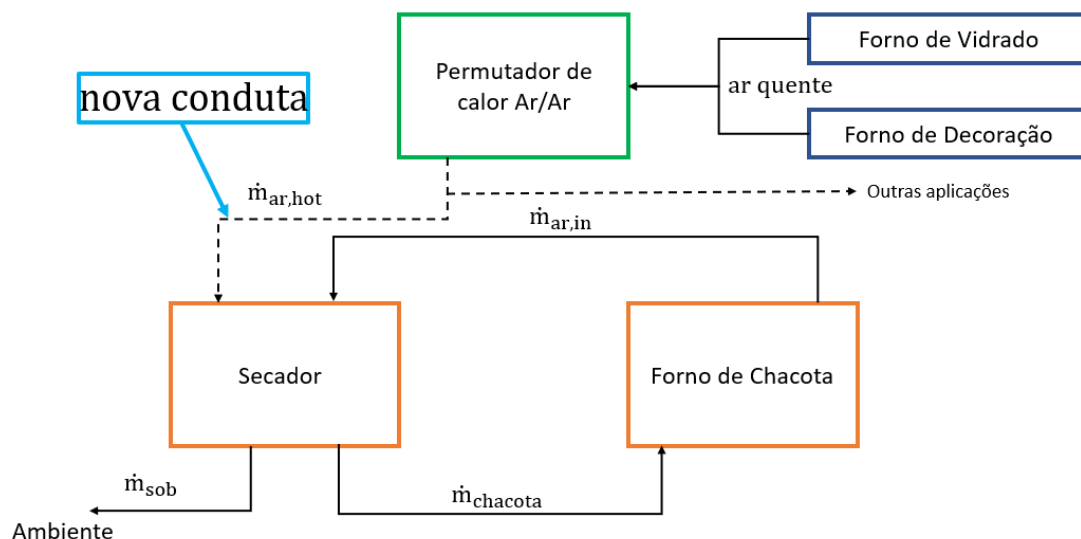 Forno de Vidrado
Permutador de
calor Ar/Ar
ar quente
nova conduta
Forno de Decoração
ṁar,hot
Outras aplicações
ṁar,in
Secador
Forno de Chacota
ṁsob
ṁchacota
Ambiente